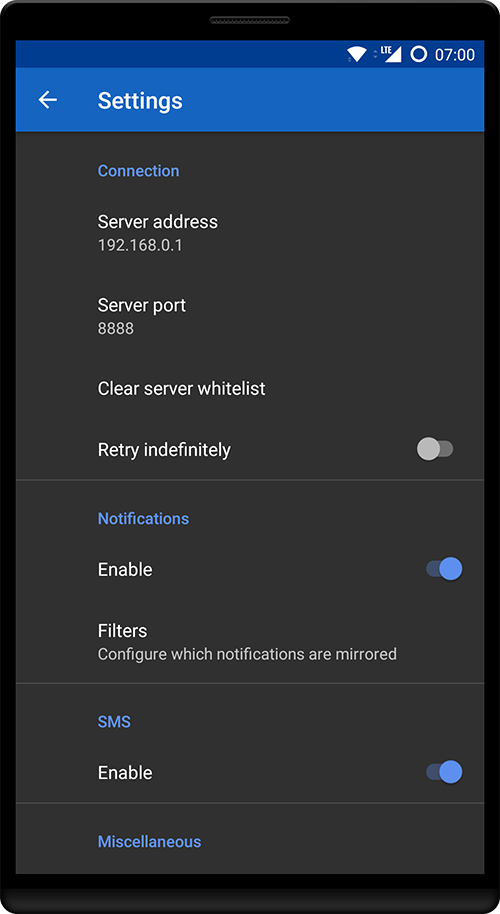 LTE 07:00
Settings
Connection
Server address
192.168.0.1
Server port
8888
Clear server whitelist
Retry indefinitely
Notifications
Enable
Filters
Configure which notifications are mirrored
SMS
Enable
Miscellaneous